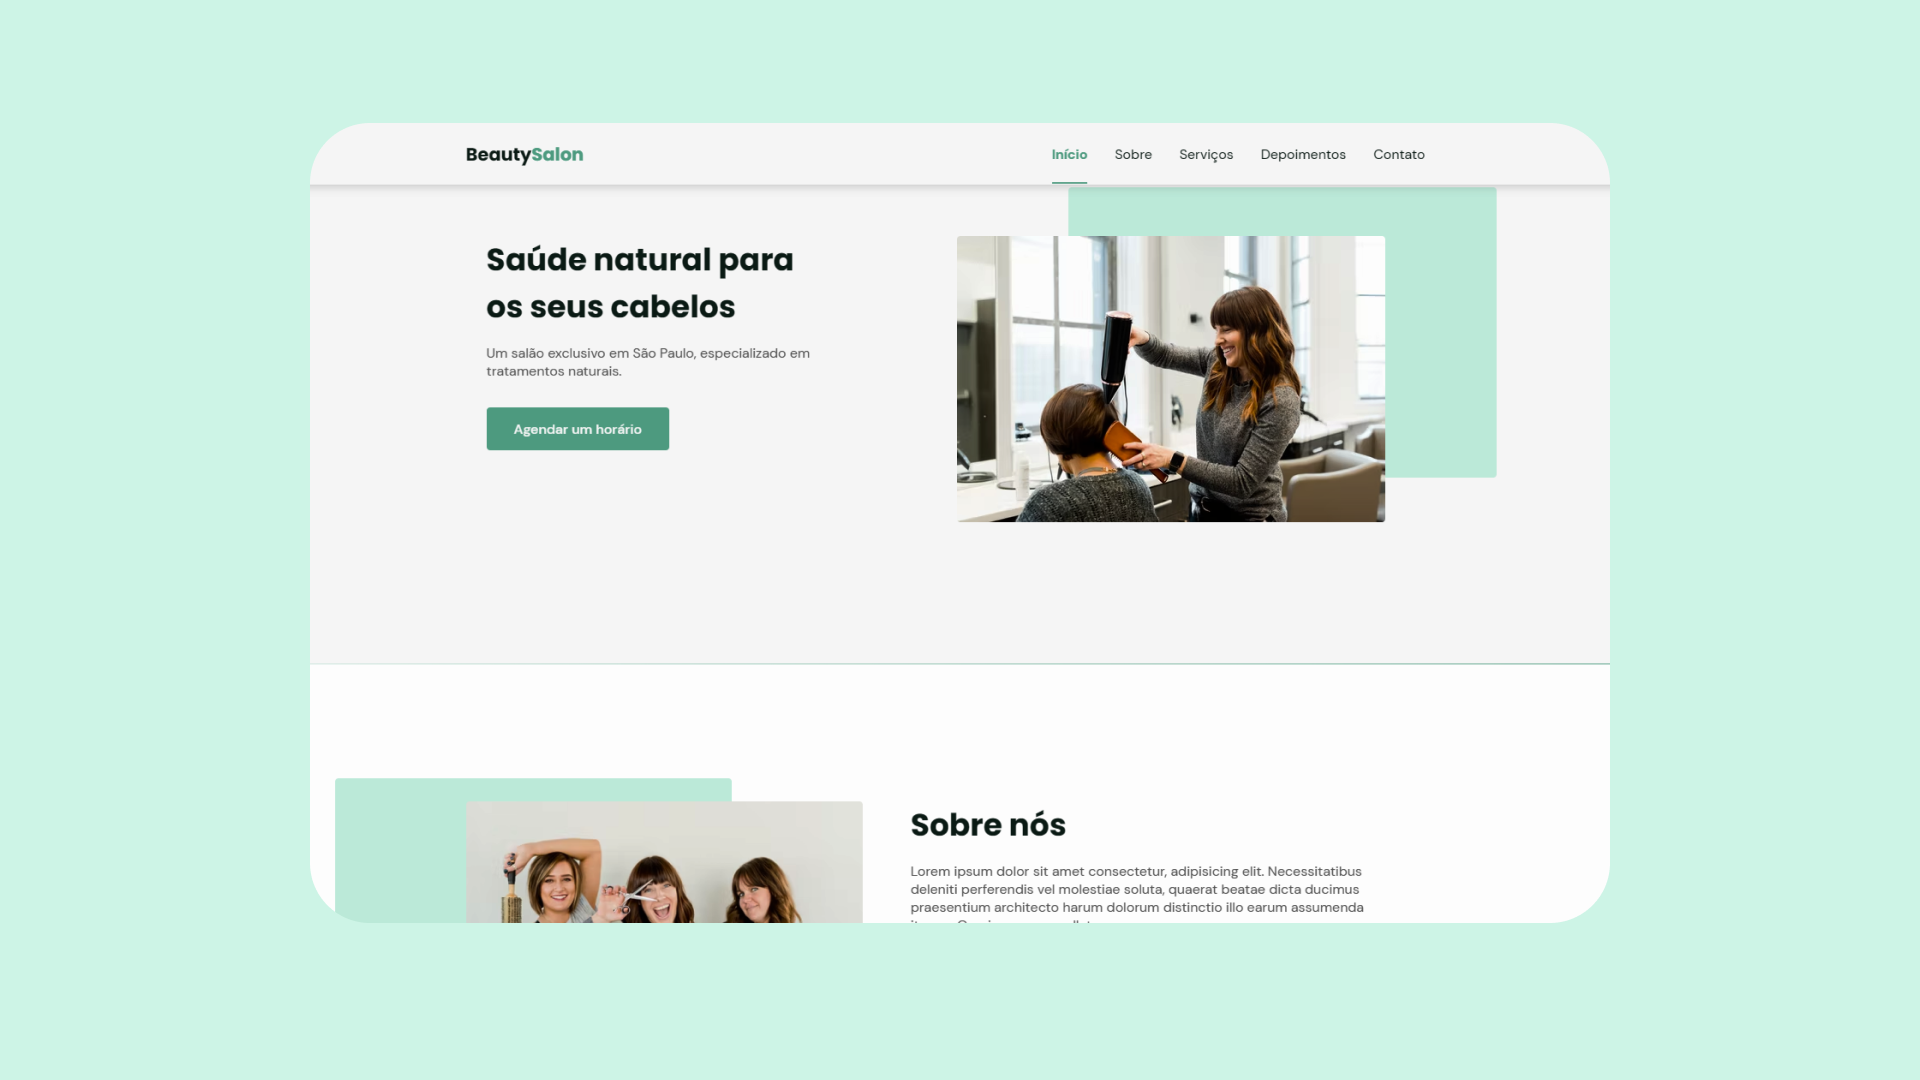 BeautySalon
Início
Sobre
Serviços
Depoimentos
Contato
Saúde natural para
os seus cabelos
Um salão exclusivo em São Paulo, especializado em
tratamentos naturais.
Agendar um horário
Sobre nós
Lorem ipsum dolor sit amet consectetur, adipisicing elit. Necessitatibus
deleniti perferendis vel molestiae soluta, quaerat beatae dicta ducimus
praesentium architecto harum dolorum distinctio illo earum assumenda